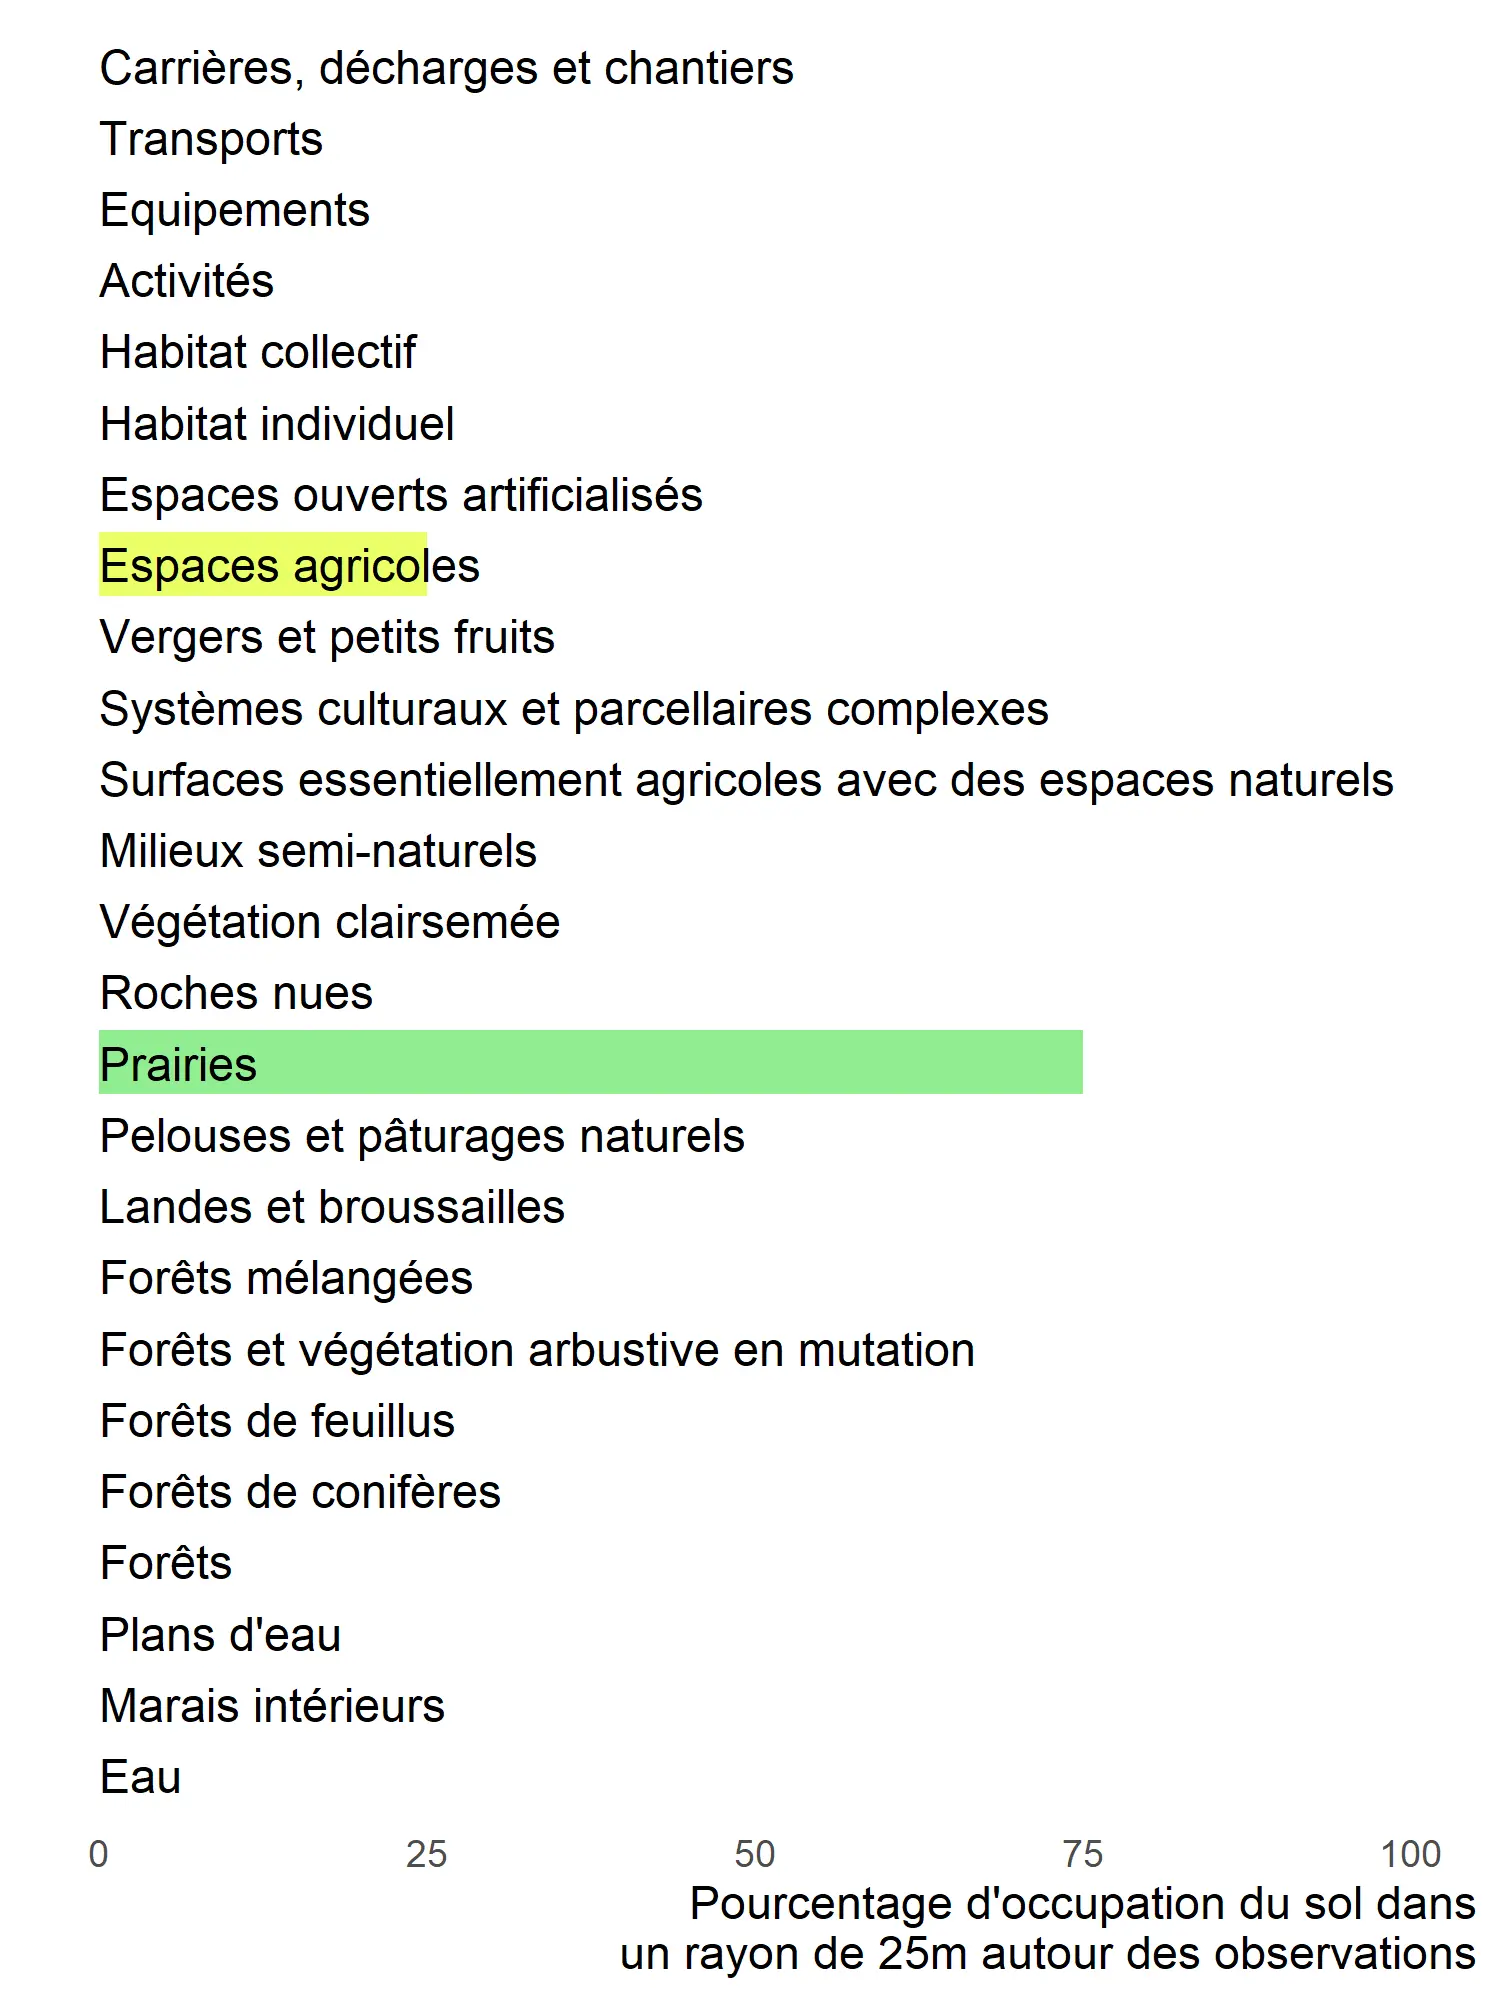 Carrières, décharges et chantiers
Transports
Equipements
Activités
Habitat collectif
Habitat individuel
Espaces ouverts artificialisés
Espaces agricoles
Vergers et petits fruits
Systèmes culturaux et parcellaires complexes
Surfaces essentiellement agricoles avec des espaces naturels
Milieux semi-naturels
Végétation clairsemée
Roches nues
Prairies
Pelouses et pâturages naturels
Landes et broussailles
Forêts mélangées
Forêts et végétation arbustive en mutation
Forêts de feuillus
Forêts de conifères
Forêts
Plans d'eau
Marais intérieurs
Eau
0 25 50 75 100
Pourcentage d'occupation du sol dans
un rayon de 25m autour des observations